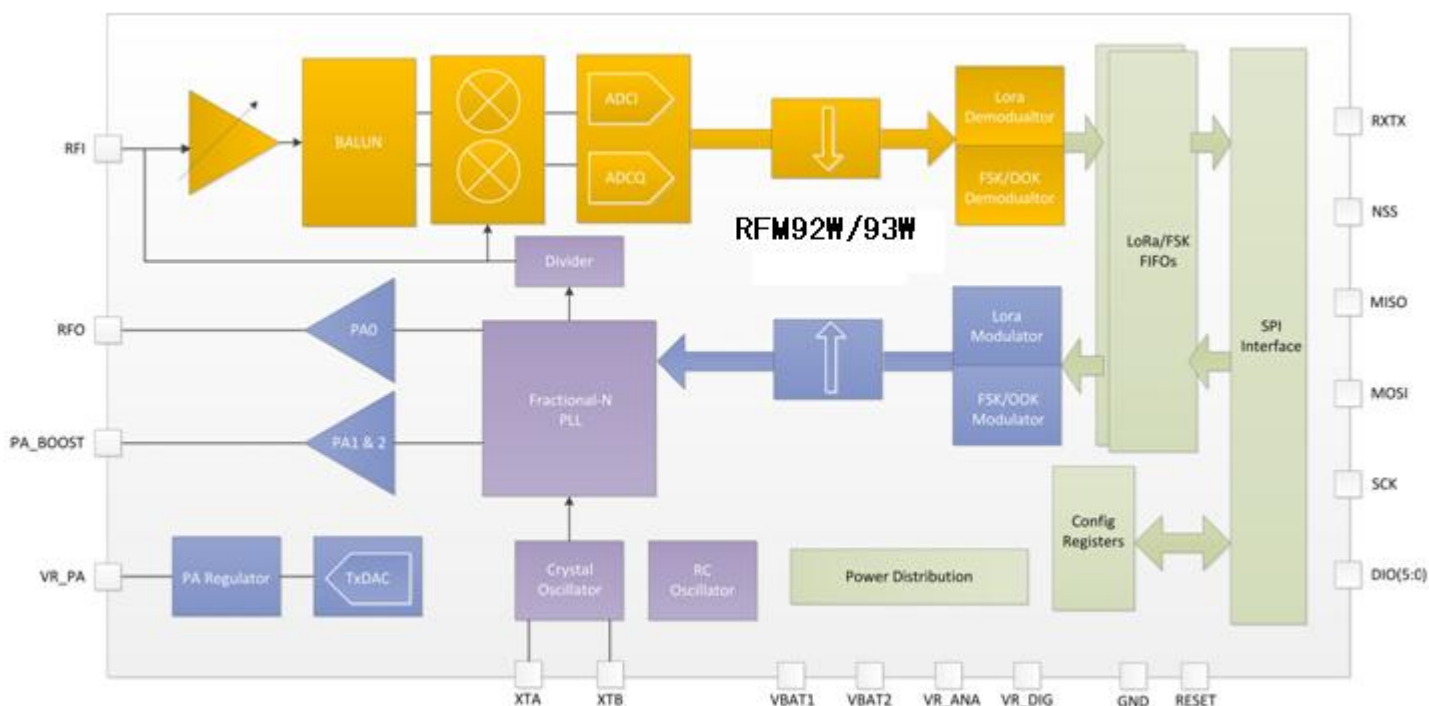 RFI
BALUN
ADCI
ADCQ
Lora
Demodualtor
FSK/OOK
Demodualtor
RXTX
NSS
RFM92W/93W
LoRa/FSK
FIFOs
Divider
RFO
PA0
Fractional-N
PLL
Lora
Modulator
FSK/OOK
Modulator
SPI
Interface
MISO
MOSI
PA_BOOST
PA1 & 2
SCK
VR_PA
PA Regulator
TxDAC
Crystal
Oscillator
RC
Oscillator
Power Distribution
Config
Registers
DIO(5:0)
XTA
XTB
VBAT1
VBAT2
VR_ANA
VR_DIG
GND
RESET